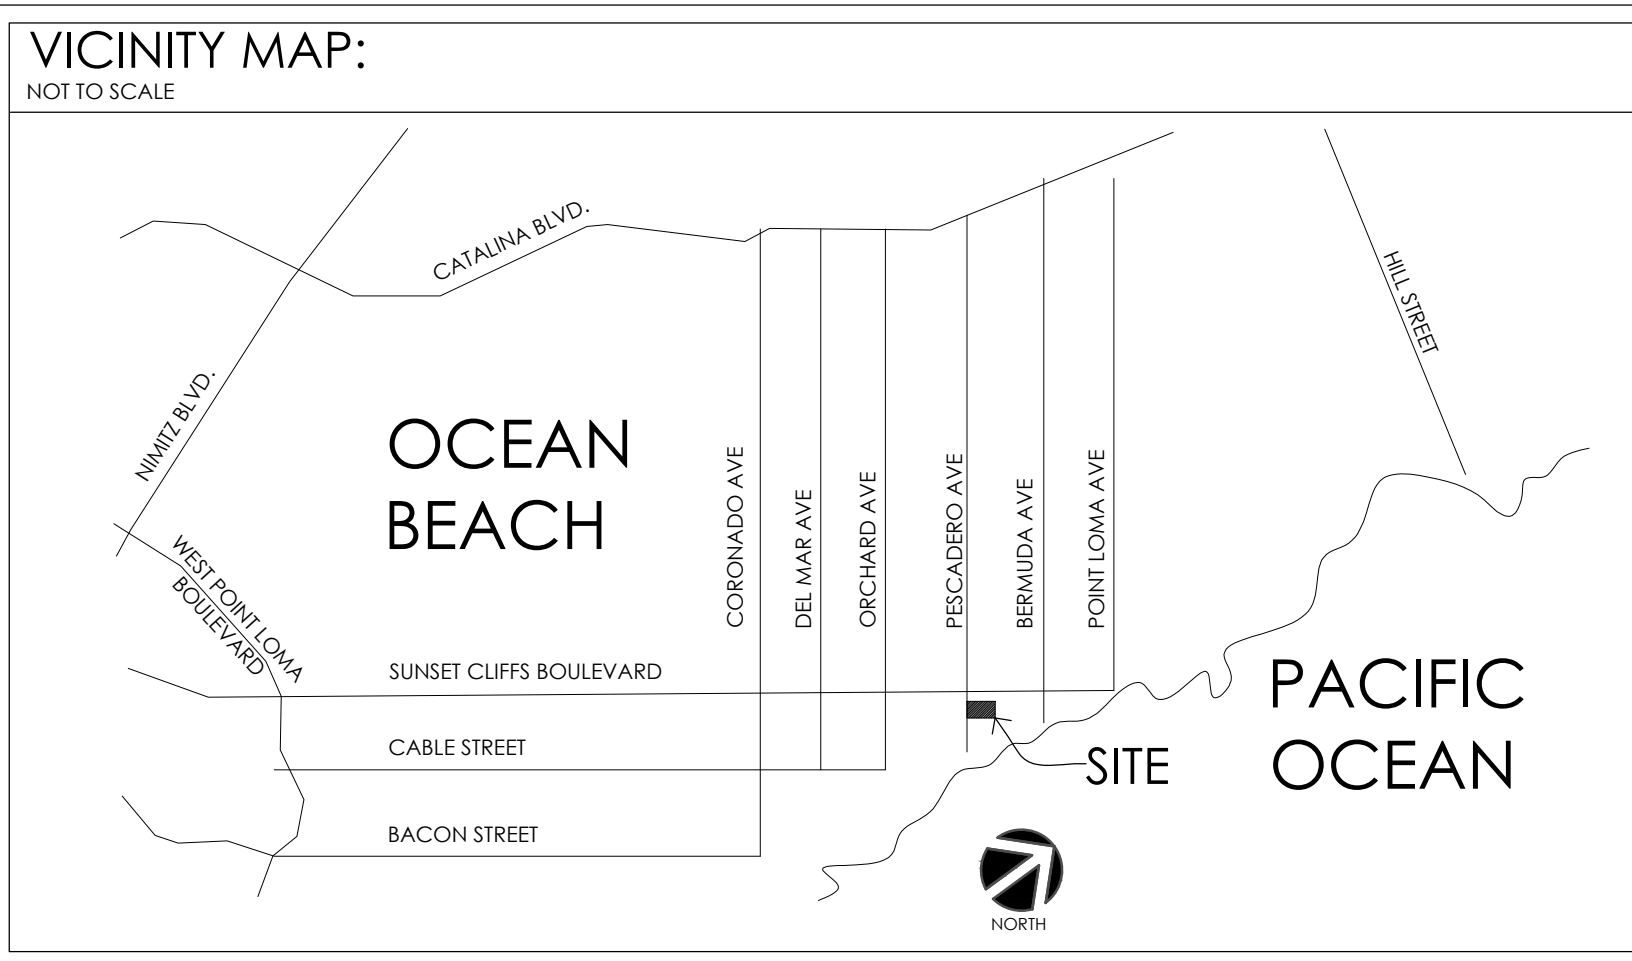 VICINITY MAP:
NOT TO SCALE
CATALINA BLVD.
HILL STREET
NIMITZ BLVD.
OCEAN
BEACH
CORONADO AVE
DEL MAR AVE
ORCHARD AVE
PESCADERO AVE
BERMUDA AVE
POINT LOMA AVE
WEST POINT LOMA
BOULEVARD
SUNSET CLIFFS BOULEVARD
PACIFIC
OCEAN
CABLE STREET
SITE
BACON STREET
NORTH